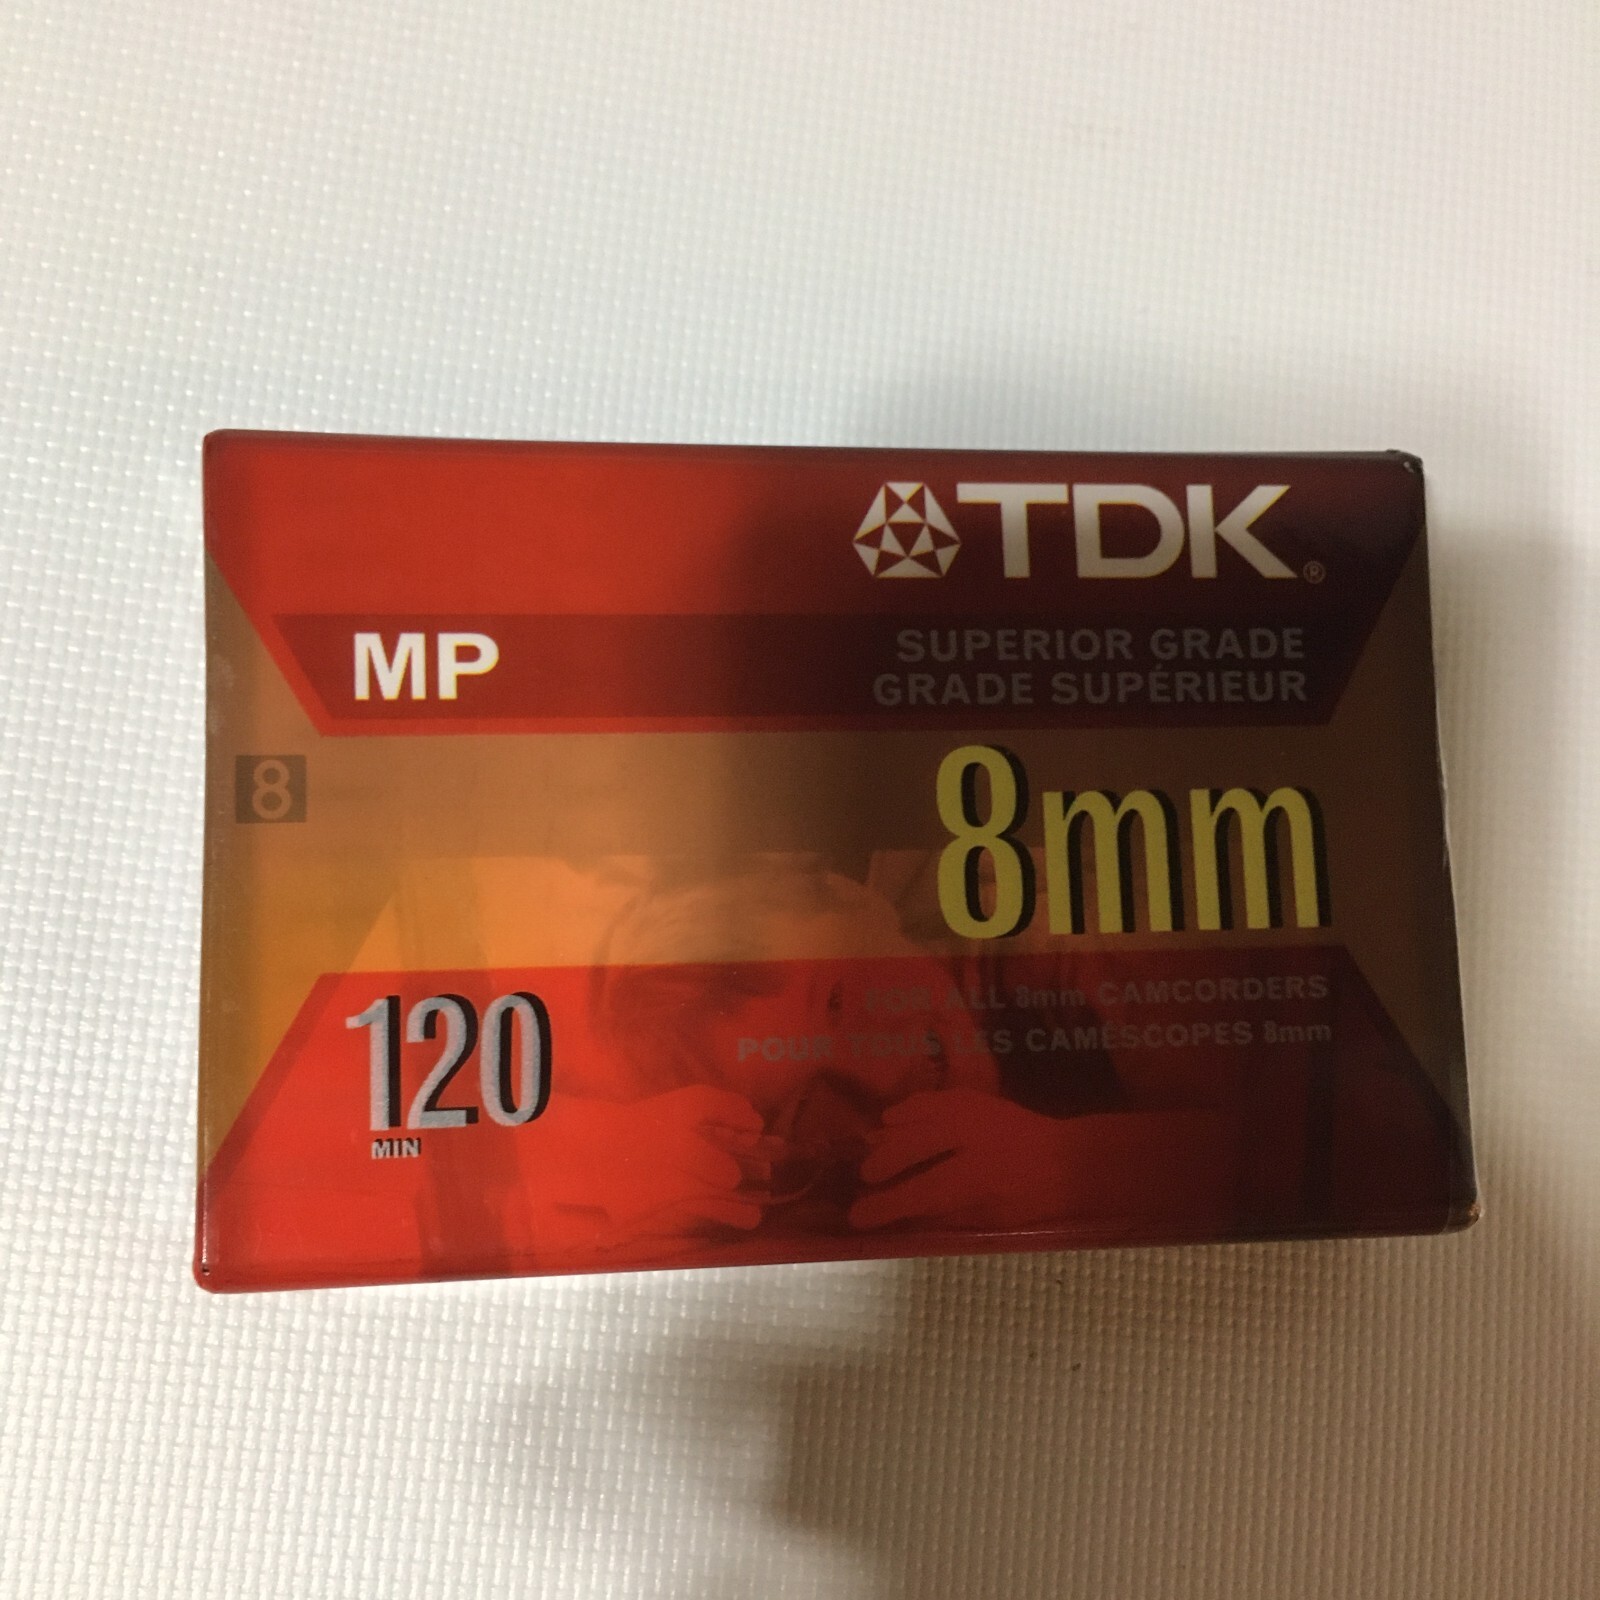 TDK®
MP
SUPERIOR GRADE
GRADE SUPÉRIEUR
8
8mm
FOR ALL 8mm CAMCORDERS
POUR TOUS LES CAMÉSCOPES 8mm
120
MIN